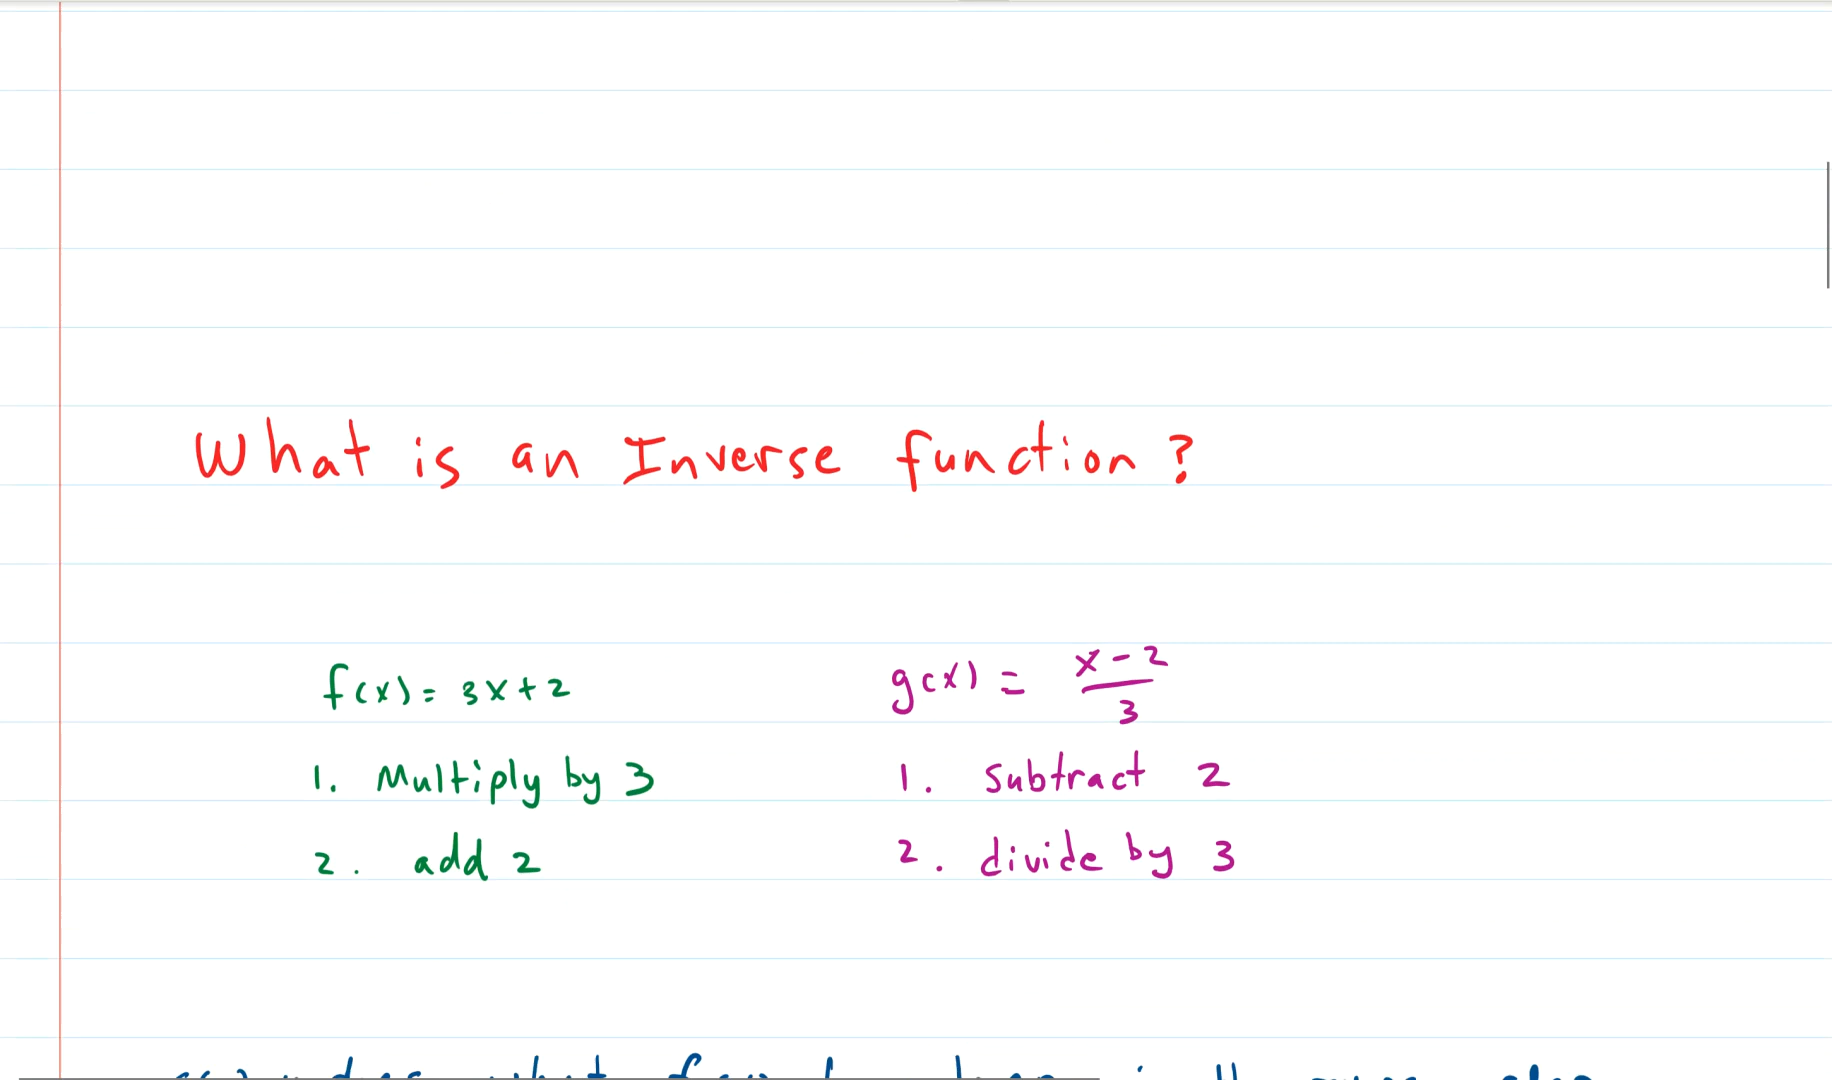 What is an Inverse function?
f(x) = 3x+2
g(x) = x-2/3
1. Multiply by 3
1. subtract 2
2. add 2
2. divide by 3